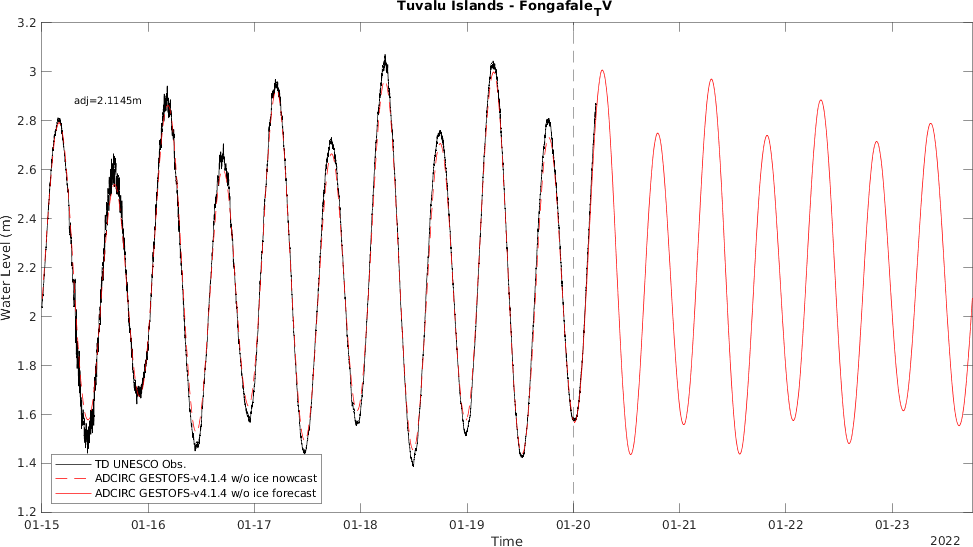 Tuvalu Islands - Fongafale_TV
3.2
3
2.8
2.6
2.4
2.2
2
1.8
1.6
1.4
1.2
Water Level (m)
adj=2.1145m
TD UNESCO Obs.
ADCIRC GESTOFS-v4.1.4 w/o ice nowcast
ADCIRC GESTOFS-v4.1.4 w/o ice forecast
01-15 01-16 01-17 01-18 01-19 01-20 01-21 01-22 01-23
Time
2022